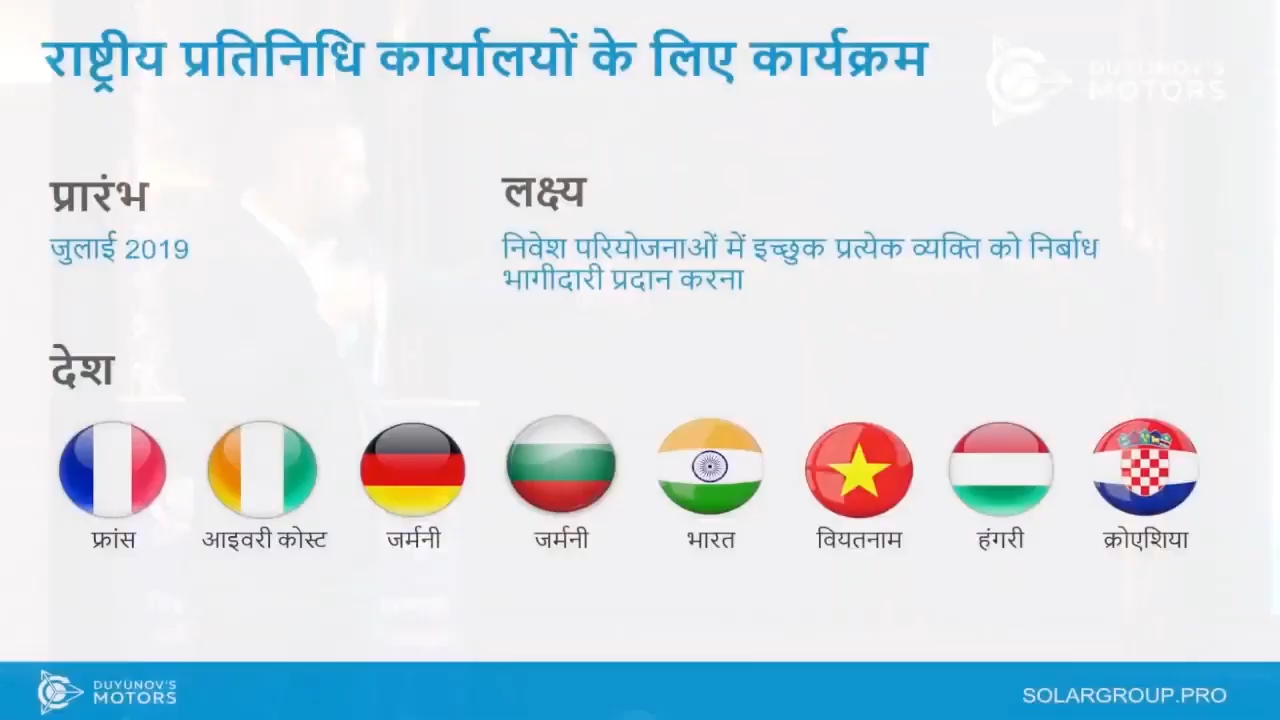 राष्ट्रीय प्रतिनिधि कार्यालयों के लिए कार्यक्रम
DUYUNOV'S
MOTORS
प्रारंभ
जुलाई 2019
लक्ष्य
निवेश परियोजनाओं में इच्छुक प्रत्येक व्यक्ति को निर्बाध
भागीदारी प्रदान करना
देश
फ्रांस
आइवरी कोस्ट
जर्मनी
जर्मनी
भारत
वियतनाम
हंगरी
क्रोएशिया
DUYUNOV'S
MOTORS
SOLARGROUP.PRO